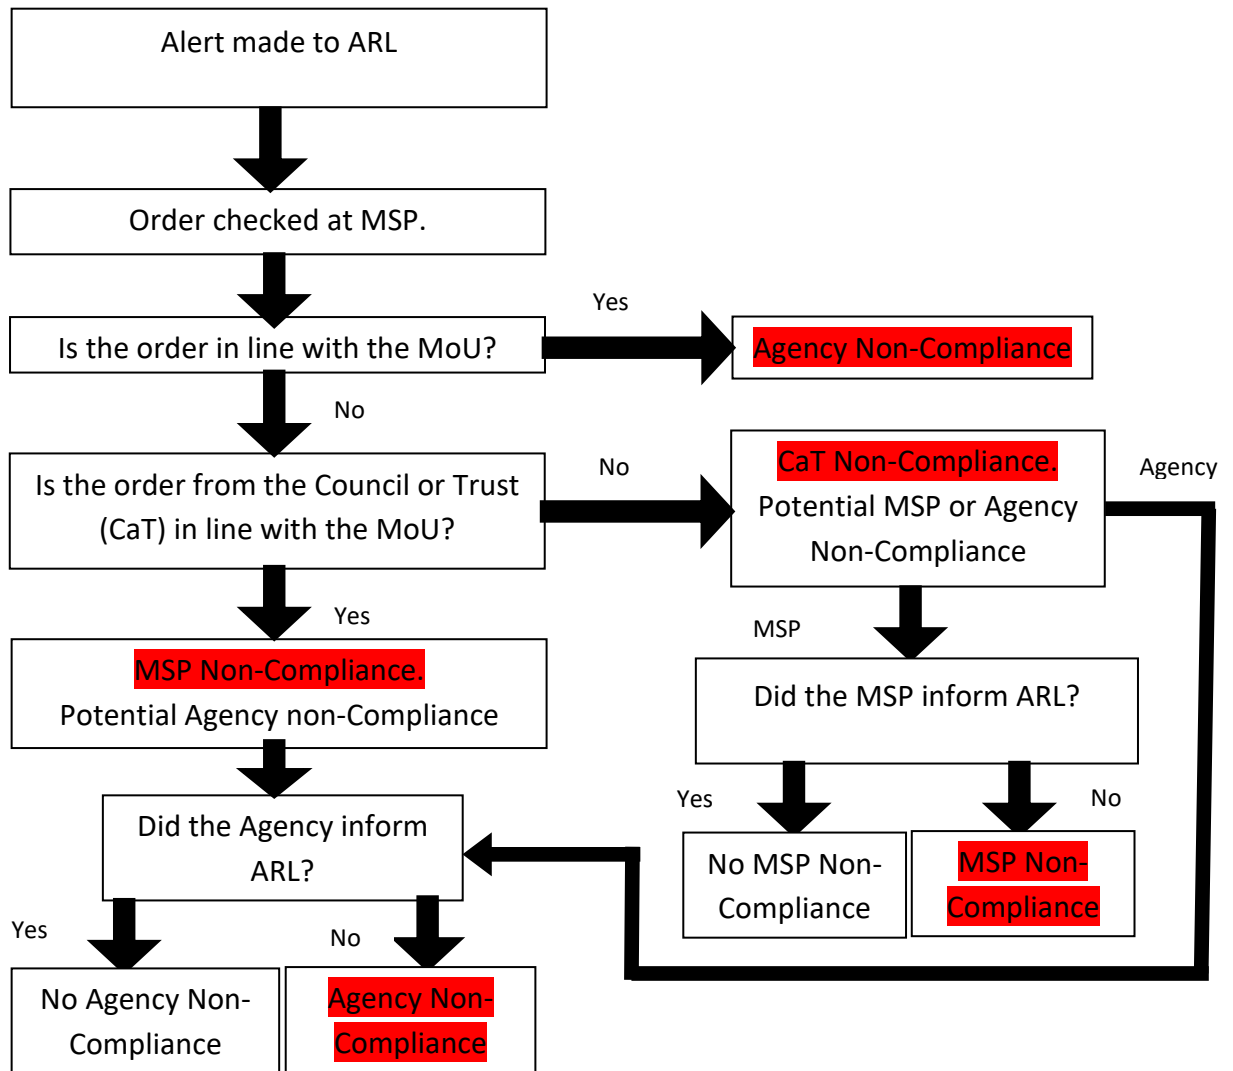 Alert made to ARL
Order checked at MSP.
Yes
Is the order in line with the MoU?
Agency Non-Compliance
No
Is the order from the Council or Trust
(CaT) in line with the MoU?
No
CaT Non-Compliance.
Potential MSP or Agency
Non-Compliance
Agency
Yes
MSP
MSP Non-Compliance.
Potential Agency non-Compliance
Did the MSP inform ARL?
Yes
No
Did the Agency inform
ARL?
No MSP Non-
Compliance
MSP Non-
Compliance
Yes
No
No Agency Non-
Compliance
Agency Non-
Compliance